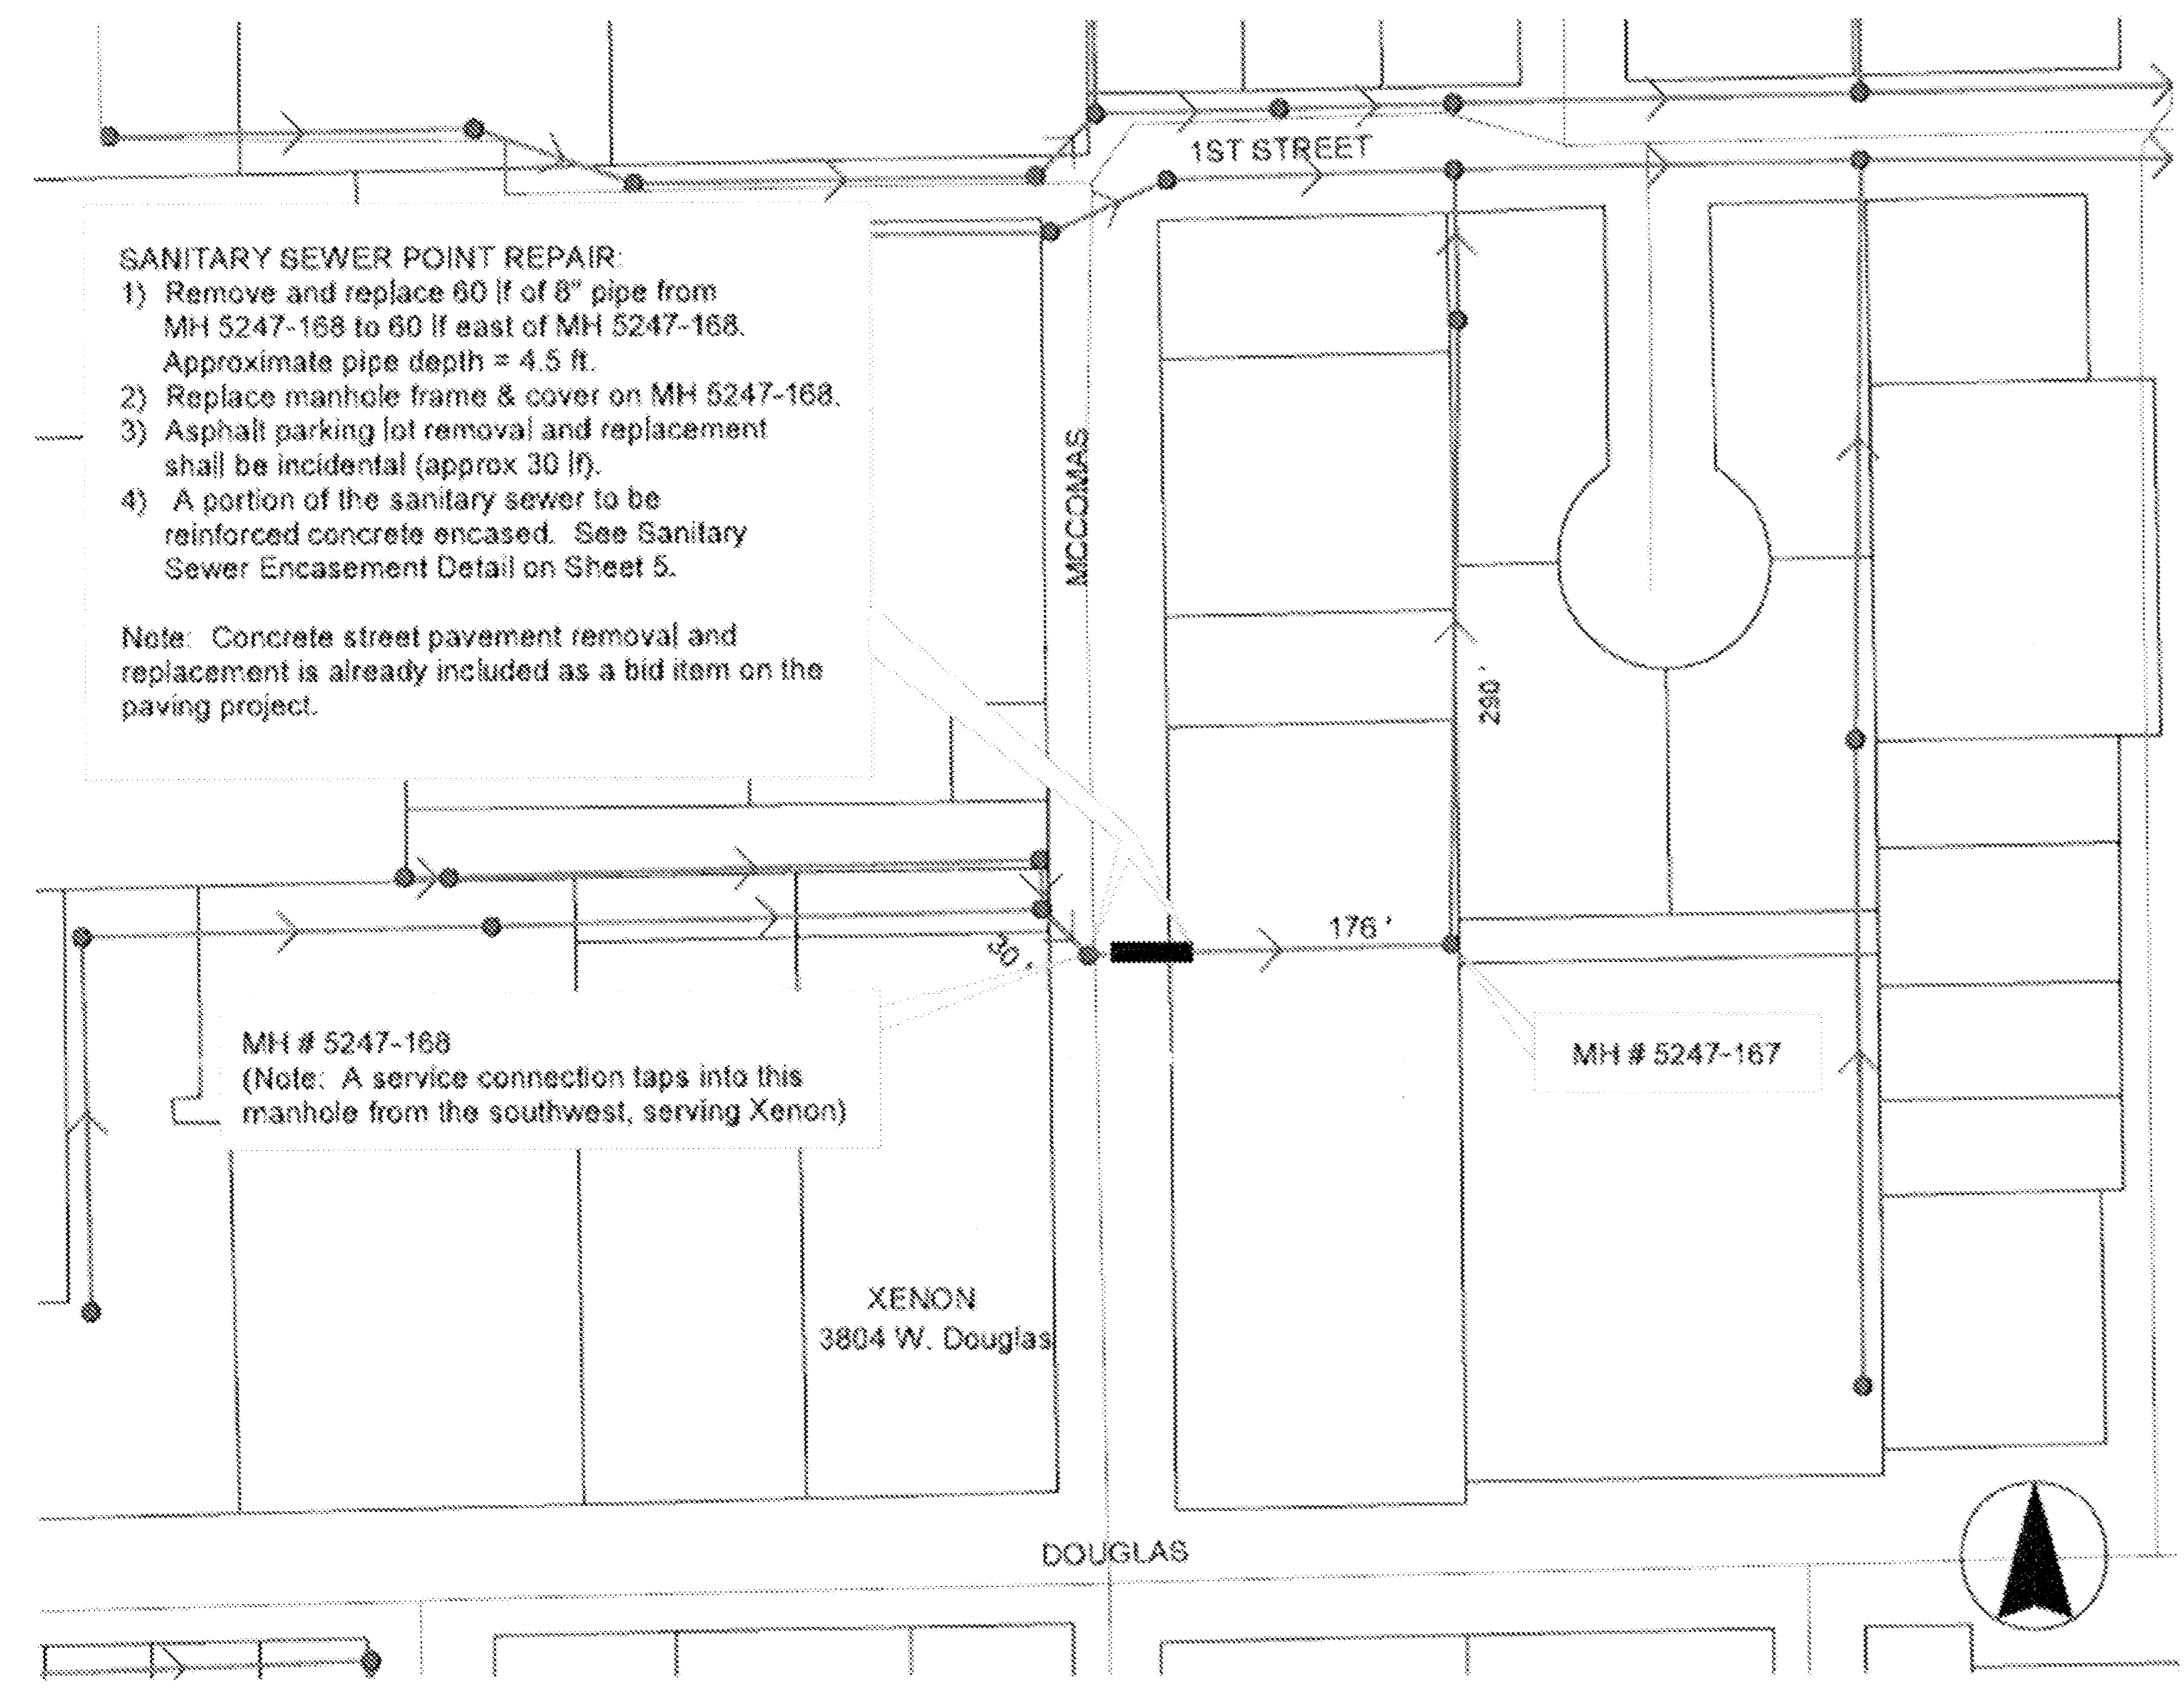 1ST STREET
SANITARY SEWER POINT REPAIR:
1) Remove and replace 60 lf of 8" pipe from
MH 5247-168 to 60 lf east of MH 5247-168.
Approximate pipe depth = 4.5 ft.
2) Replace manhole frame & cover on MH 5247-168.
3) Asphalt parking lot removal and replacement
shall be incidental (approx 30 lf).
4) A portion of the sanitary sewer to be
reinforced concrete encased. See Sanitary
Sewer Encasement Detail on Sheet 5.
Note: Concrete street pavement removal and
replacement is already included as a bid item on the
paving project.
MCCOMAS
290 '
176 '
30 '
MH # 5247-168
(Note: A service connection taps into this
manhole from the southwest, serving Xenon)
MH # 5247-167
XENON
3804 W. Douglas
DOUGLAS